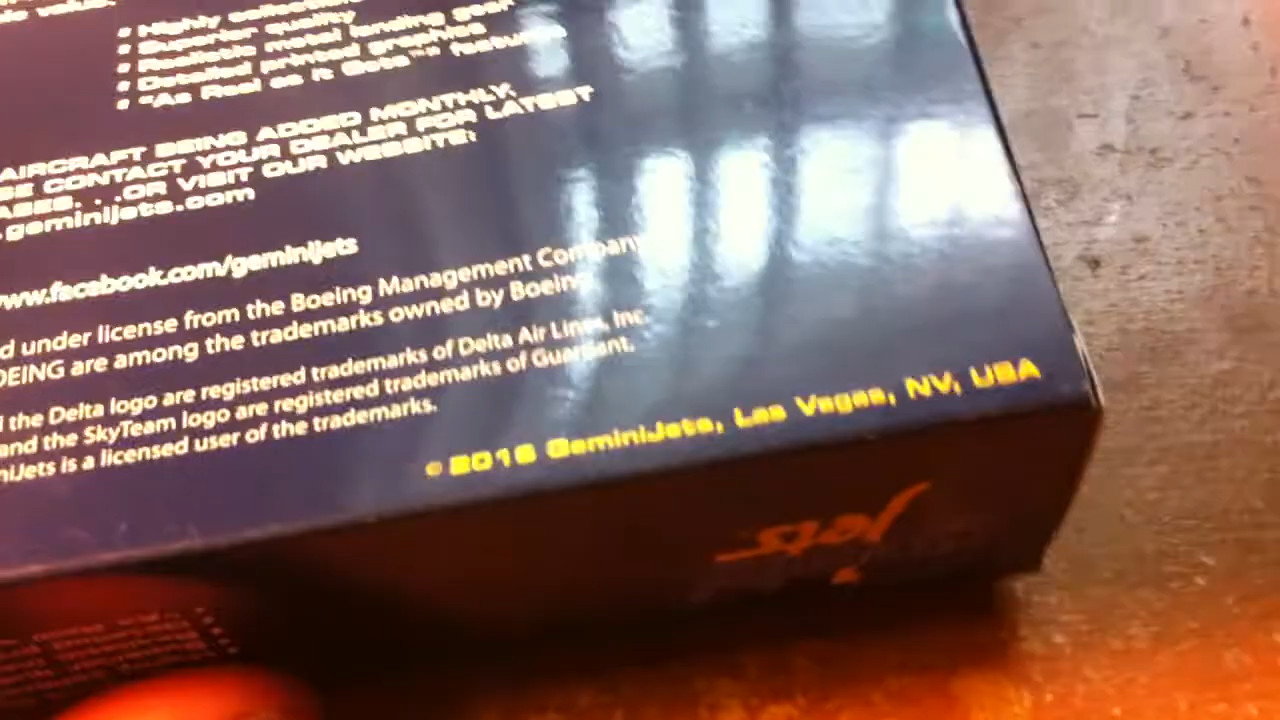 Highly
Superior quality
Realistic metal landing gear
Detailed printed graphics
"As Real as it Gets"™ features
AIRCRAFT BEING ADDED MONTHLY.
SE CONTACT YOUR DEALER FOR LATEST
ASES. . .OR VISIT OUR WEBSITE:
.geminijets.com
www.facebook.com/geminijets
d under license from the Boeing Management Company
OEING are among the trademarks owned by Boeing
the Delta logo are registered trademarks of Delta Air Lines, Inc.
and the SkyTeam logo are registered trademarks of
niJets is a licensed user of the trademarks.
©2016 GeminiJets, Las Vegas, NV, USA
Jets